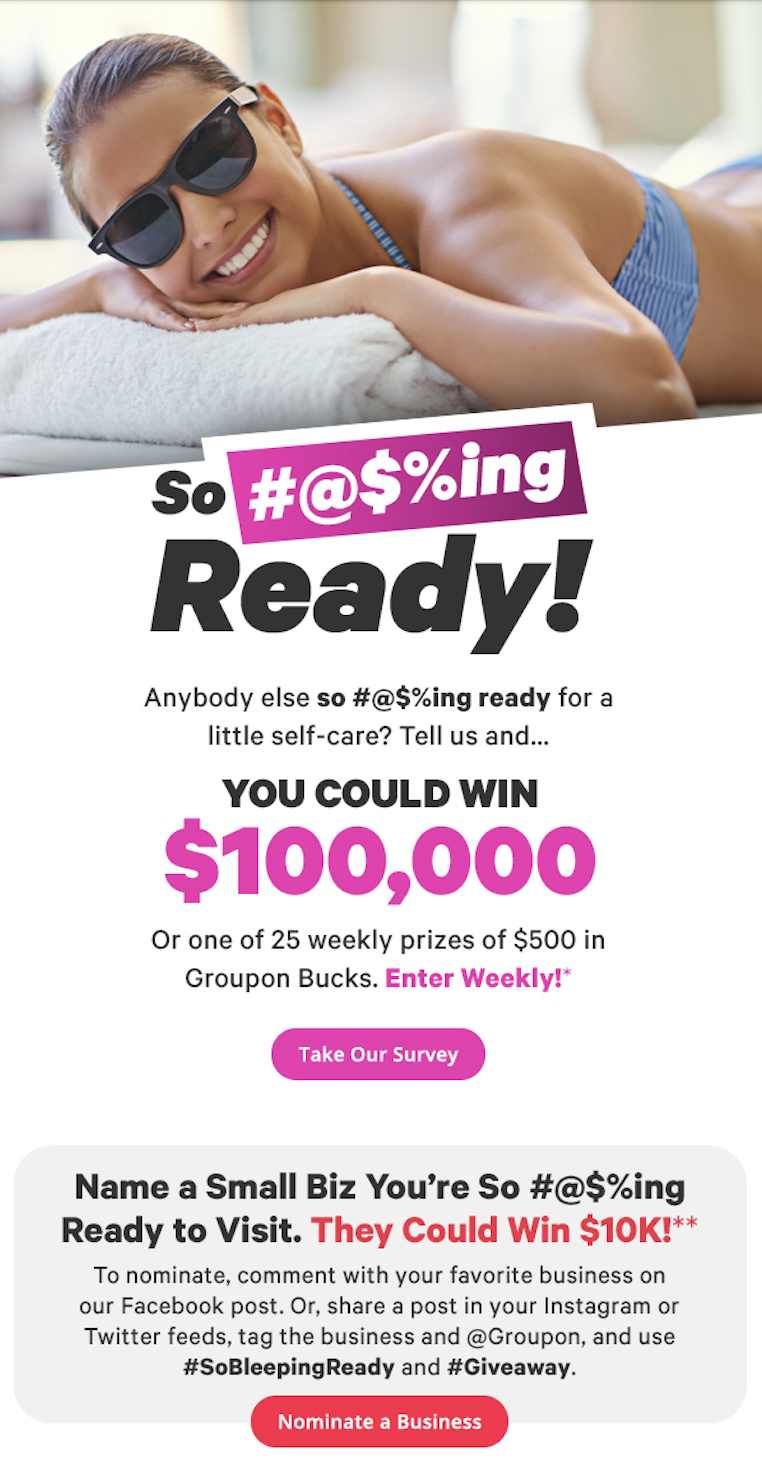 So #@$%ing
Ready!
Anybody else so #@$%ing ready for a
little self-care? Tell us and...
YOU COULD WIN
$100,000
Or one of 25 weekly prizes of $500 in
Groupon Bucks. Enter Weekly!*
Take Our Survey
Name a Small Biz You’re So #@$%ing
Ready to Visit. They Could Win $10K!**
To nominate, comment with your favorite business on
our Facebook post. Or, share a post in your Instagram or
Twitter feeds, tag the business and @Groupon, and use
#SoBleepingReady and #Giveaway.
Nominate a Business